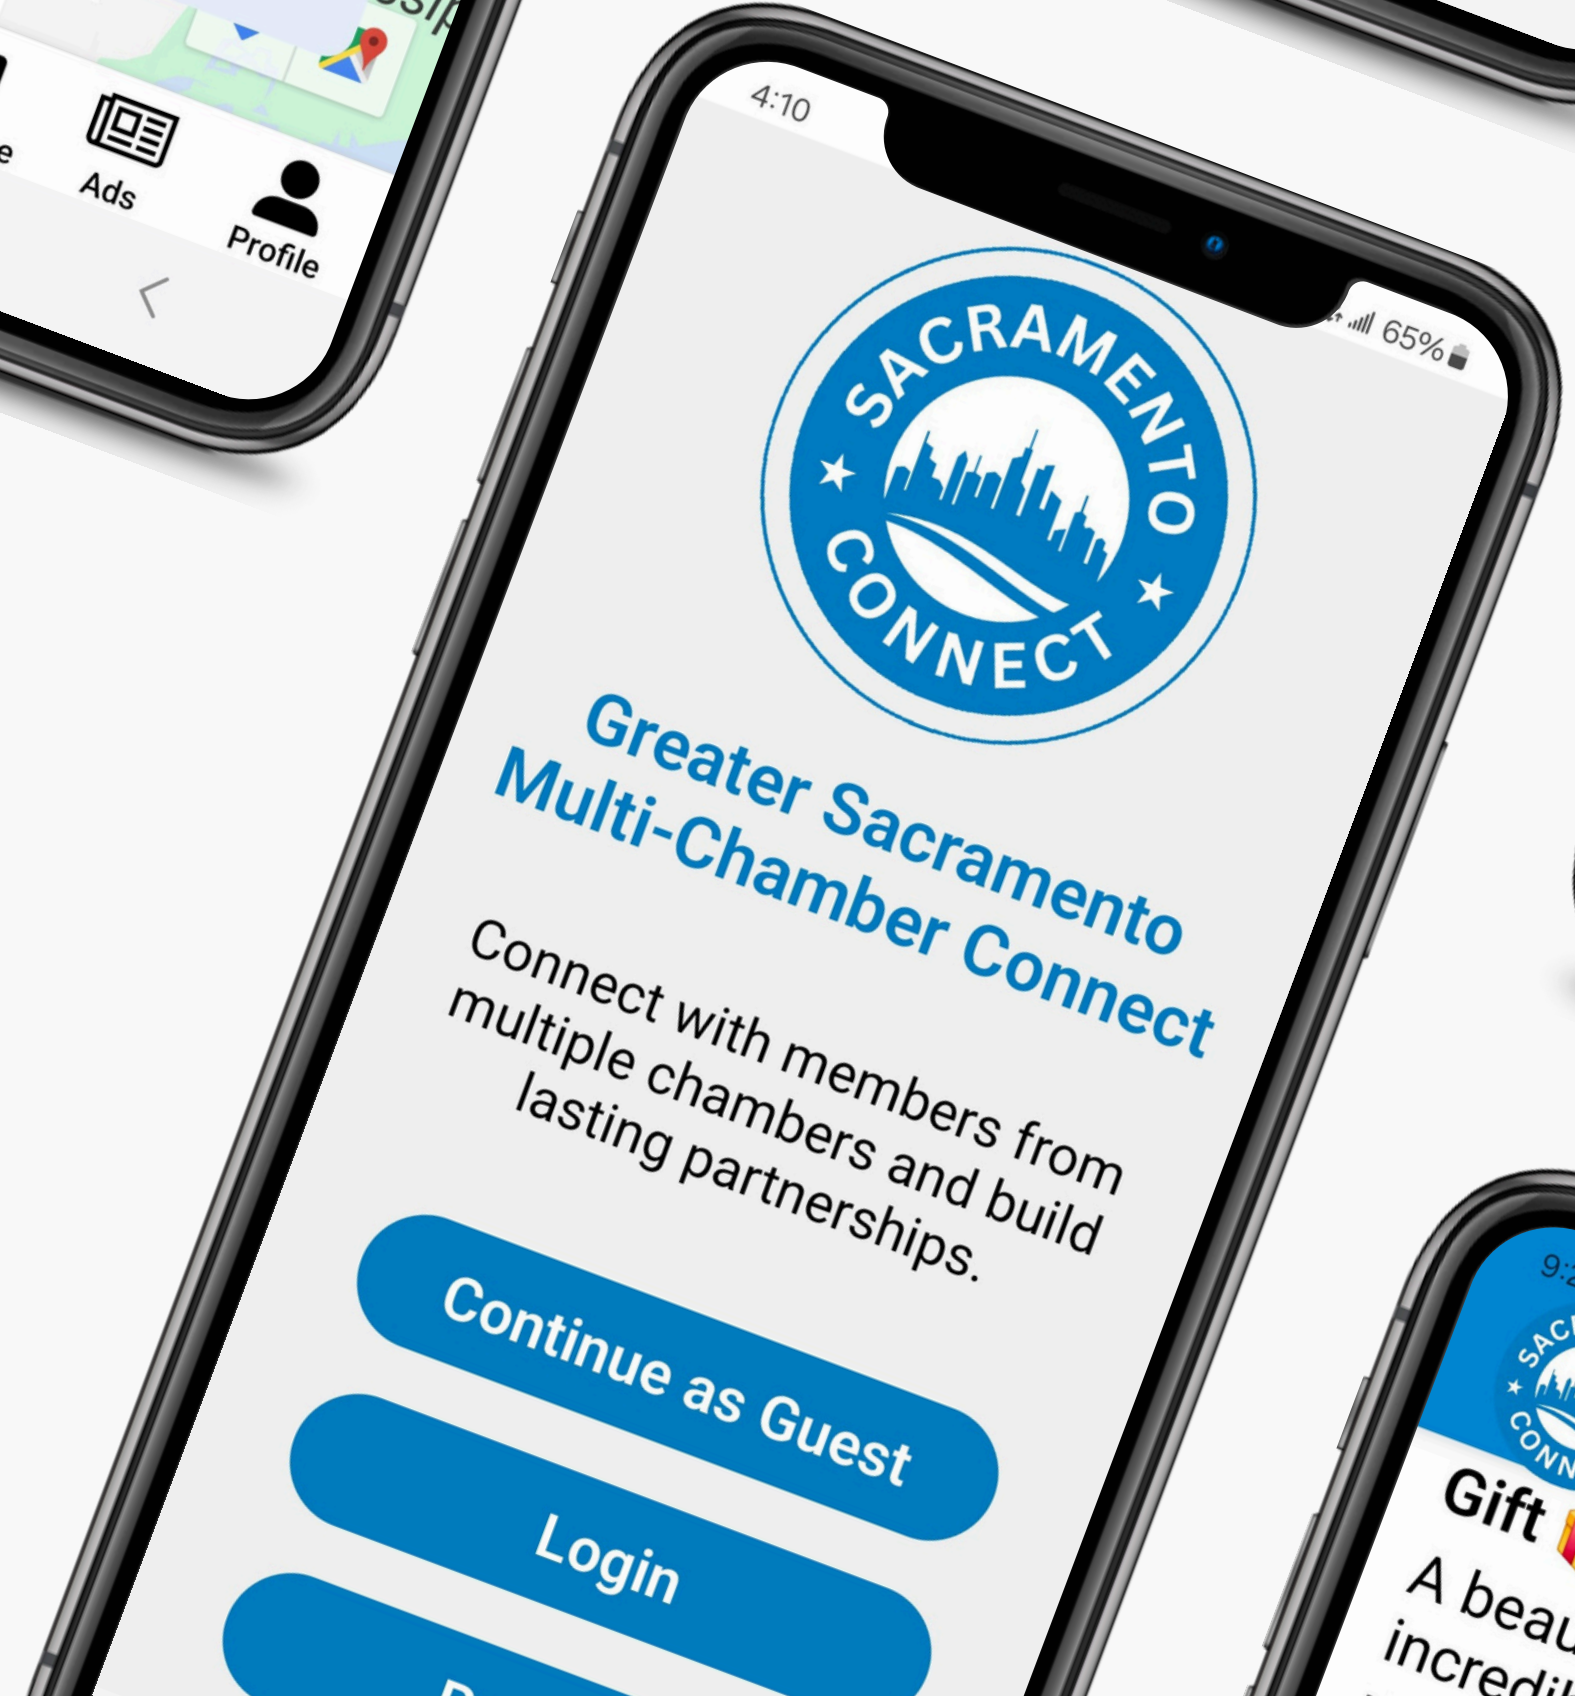 Ads
Profile
4:10
65%
SACRAMENTO
CONNECT
Greater Sacramento
Multi-Chamber Connect
Connect with members from
multiple chambers and build
lasting partnerships.
Continue as Guest
Login
Gift
A